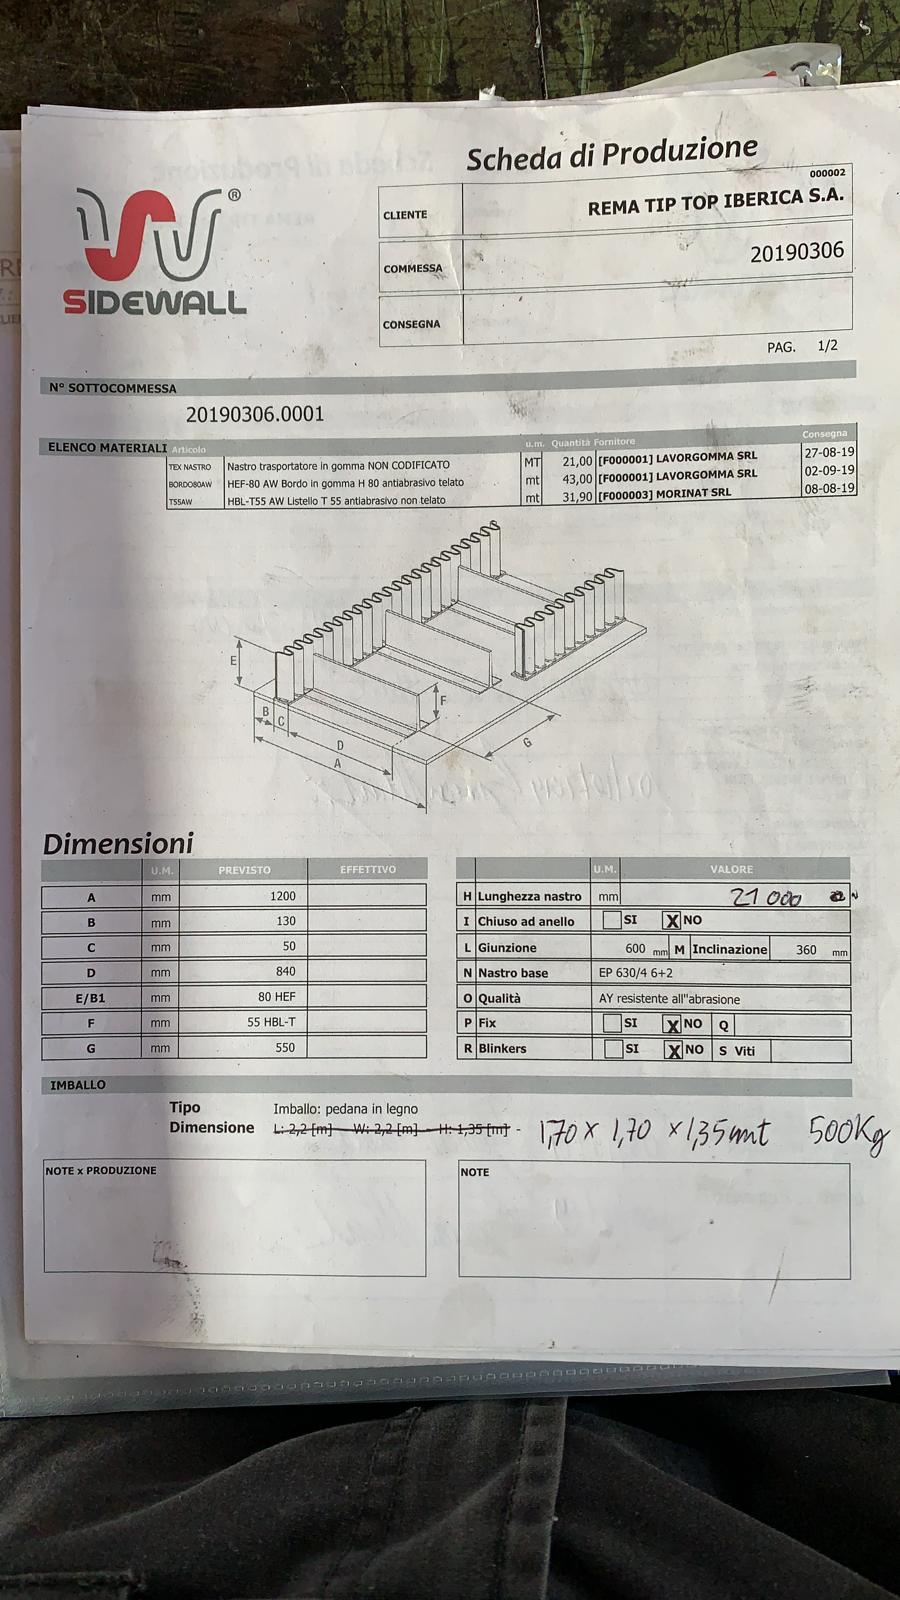 Scheda di Produzione
000002
®
SIDEWALL
CLIENTE REMA TIP TOP IBERICA S.A.
COMMESSA 20190306
CONSEGNA
PAG. 1/2
N° SOTTOCOMMESSA
20190306.0001
ELENCO MATERIALI Articolo u.m. Quantità Fornitore Consegna
TEX NASTRO Nastro trasportatore in gomma NON CODIFICATO MT 21,00 [F000001] LAVORGOMMA SRL 27-08-19
BORDO80AW HEF-80 AW Bordo in gomma H 80 antiabrasivo telato mt 43,00 [F000001] LAVORGOMMA SRL 02-09-19
T55AW HBL-T55 AW Listello T 55 antiabrasivo non telato mt 31,90 [F000003] MORINAT SRL 08-08-19
E
B
C
F
D
A
G
Dimensioni
U.M. PREVISTO EFFETTIVO
A mm 1200
B mm 130
C mm 50
D mm 840
E/B1 mm 80 HEF
F mm 55 HBL-T
G mm 550
U.M. VALORE
H Lunghezza nastro mm 21000
I Chiuso ad anello SI X NO
L Giunzione 600 mm M Inclinazione 360 mm
N Nastro base EP 630/4 6+2
O Qualità AY resistente all"abrasione
P Fix SI X NO Q
R Blinkers SI X NO S Viti
IMBALLO
Tipo Imballo: pedana in legno
Dimensione L: 2,2 [m] W: 2,2 [m] H: 1,35 [m] - 1,70 x 1,70 x 1,35 mt 500Kg
NOTE x PRODUZIONE
NOTE